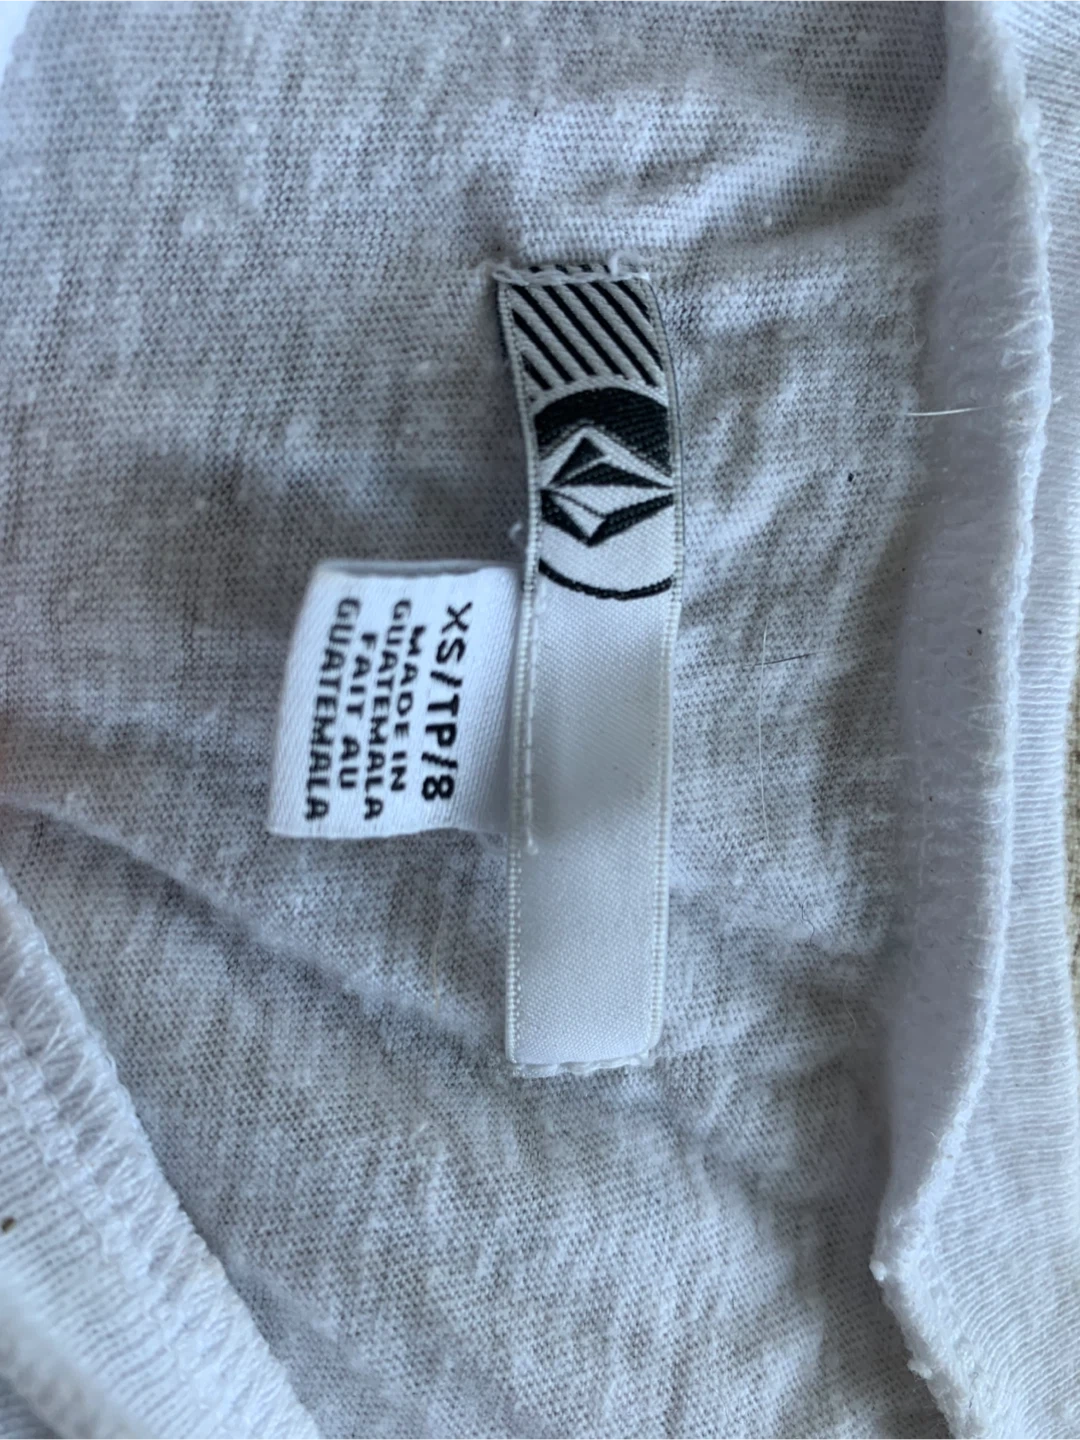 XS/TP/8
MADE IN
GUATEMALA
FAIT AU
GUATEMALA